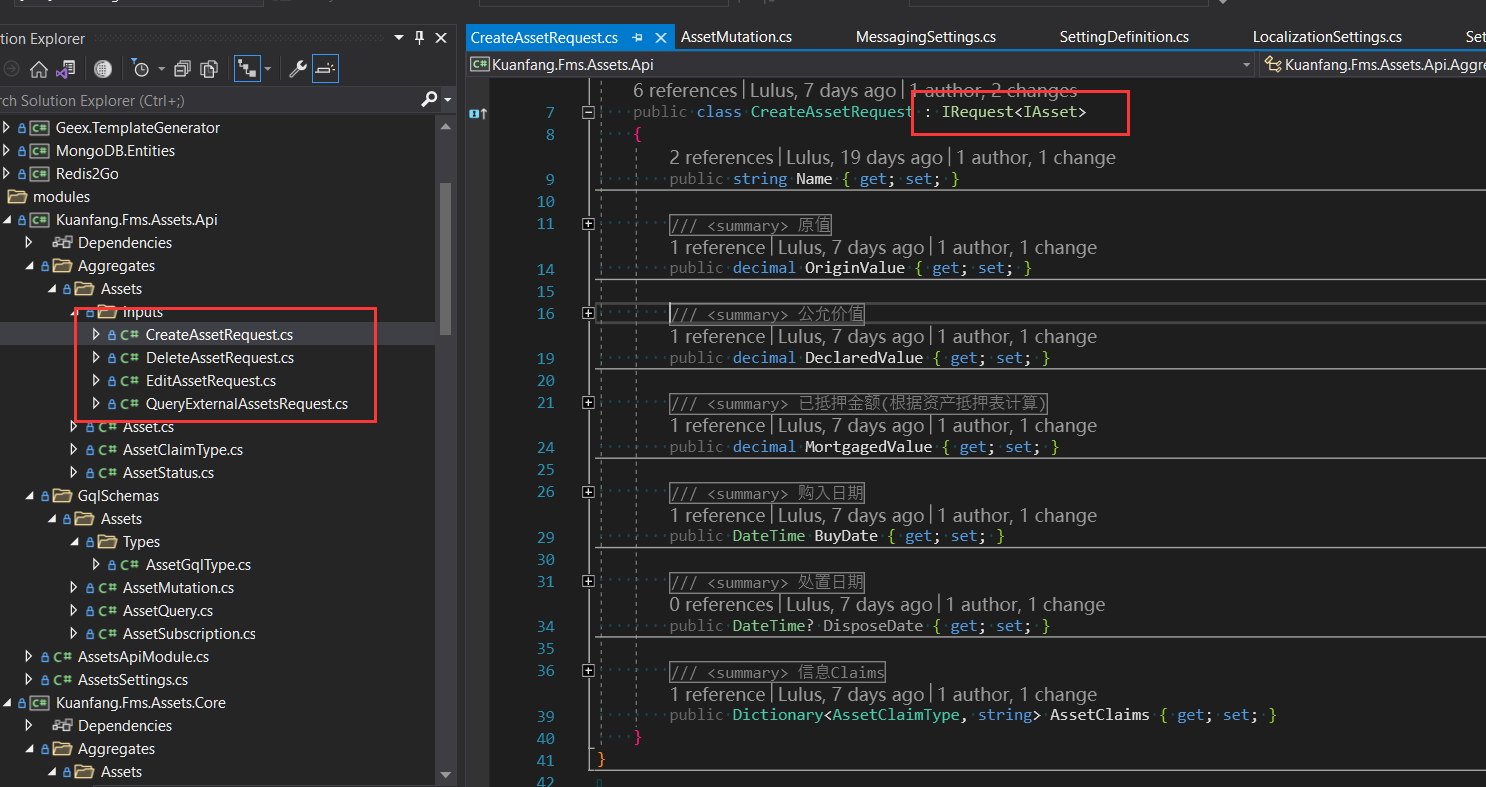 tion Explorer
rch Solution Explorer (Ctrl+;)
Geex.TemplateGenerator
MongoDB.Entities
Redis2Go
modules
Kuanfang.Fms.Assets.Api
Dependencies
Aggregates
Assets
Inputs
CreateAssetRequest.cs
DeleteAssetRequest.cs
EditAssetRequest.cs
QueryExternalAssetsRequest.cs
Asset.cs
AssetClaimType.cs
AssetStatus.cs
GqlSchemas
Assets
Types
AssetGqlType.cs
AssetMutation.cs
AssetQuery.cs
AssetSubscription.cs
AssetsApiModule.cs
AssetsSettings.cs
Kuanfang.Fms.Assets.Core
Dependencies
Aggregates
Assets
CreateAssetRequest.cs AssetMutation.cs MessagingSettings.cs SettingDefinition.cs LocalizationSettings.cs Set
Kuanfang.Fms.Assets.Api Kuanfang.Fms.Assets.Api.Aggre
6 references | Lulus, 7 days ago | 1 author, 2 changes
7 public class CreateAssetRequest : IRequest<IAsset>
8 {
2 references | Lulus, 19 days ago | 1 author, 1 change
9 public string Name { get; set; }
10
11 /// <summary> 原值
1 reference | Lulus, 7 days ago | 1 author, 1 change
14 public decimal OriginValue { get; set; }
15
16 /// <summary> 公允价值
1 reference | Lulus, 7 days ago | 1 author, 1 change
19 public decimal DeclaredValue { get; set; }
20
21 /// <summary> 已抵押金额(根据资产抵押表计算)
1 reference | Lulus, 7 days ago | 1 author, 1 change
24 public decimal MortgagedValue { get; set; }
25
26 /// <summary> 购入日期
1 reference | Lulus, 7 days ago | 1 author, 1 change
29 public DateTime BuyDate { get; set; }
30
31 /// <summary> 处置日期
0 references | Lulus, 7 days ago | 1 author, 1 change
34 public DateTime? DisposeDate { get; set; }
35
36 /// <summary> 信息Claims
1 reference | Lulus, 7 days ago | 1 author, 1 change
39 public Dictionary<AssetClaimType, string> AssetClaims { get; set; }
40 }
41 }
42